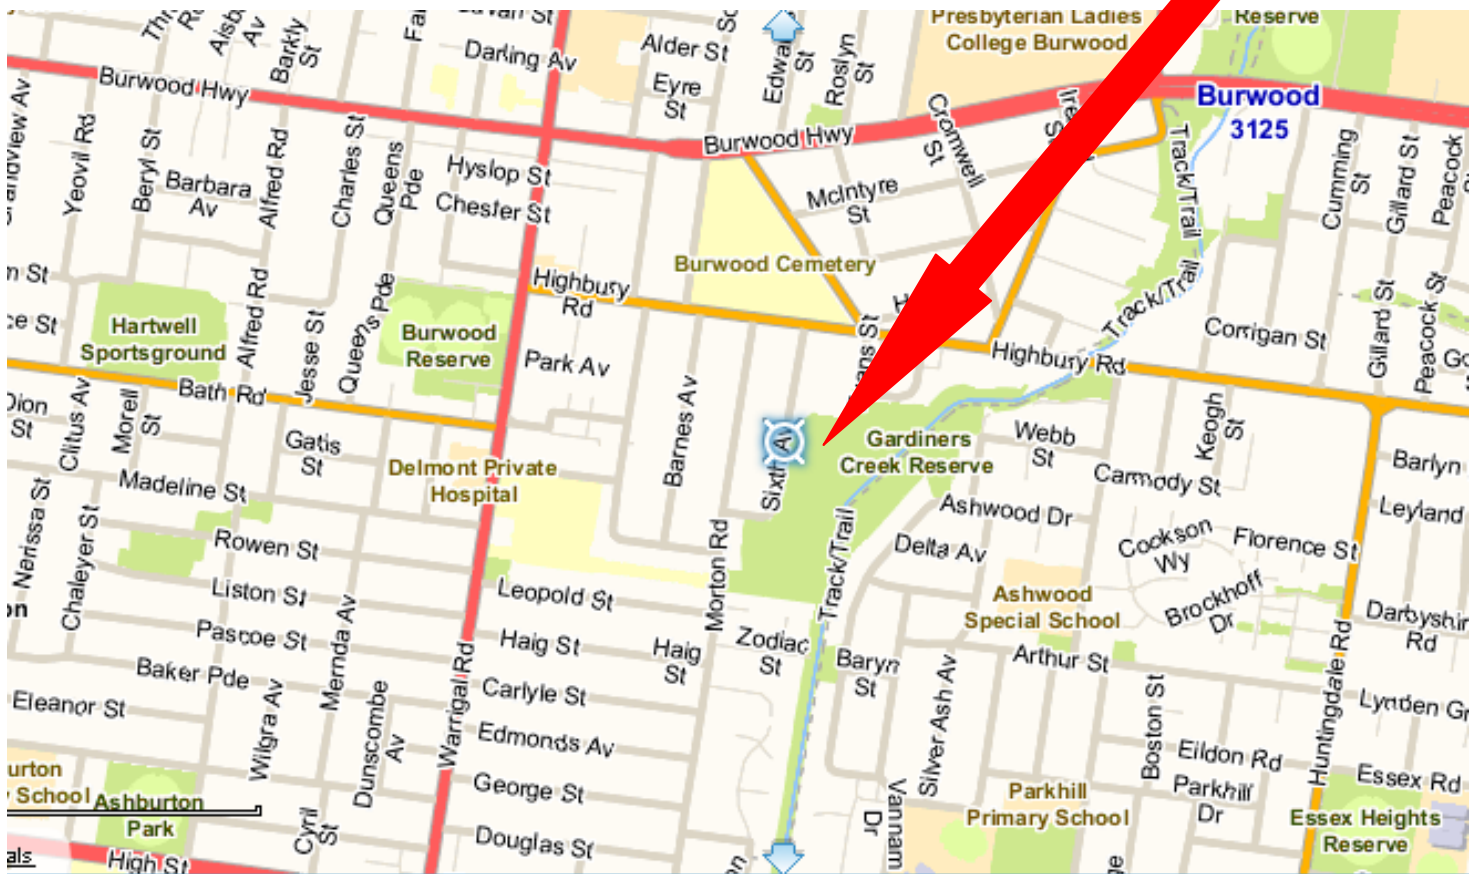 Darling Av
Alder St
Eyre
St
Roslyn
St
Presbyterian Ladies
College Burwood
Reserve
Barkly
St
Burwood Hwy
Burwood Hwy
Burwood
3125
Cromwell
St
Track/Trail
Cumming
St
Gillard St
Peacock
Yeovil Rd
Beryl St
Barbara
Av
Alfred Rd
Charles St
Queens
Pde
Hyslop St
Chester St
McIntyre
St
Burwood Cemetery
Highbury
Rd
Track/Trail
Gillard St
Peacock St
Corrigan St
Hartwell
Sportsground
Alfred Rd
Jesse St
Queens Pde
Burwood
Reserve
Park Av
Highbury Rd
Bath Rd
Clitus Av
Morell
St
Gatis
St
Barnes Av
Sixth Av
Gardiners
Creek Reserve
Webb
St
Keogh
St
Carmody St
Barlyn
Leyland
Delmont Private
Hospital
Madeline St
Narissa St
Chaleyer St
Rowen St
Ashwood Dr
Delta Av
Cookson
Wy
Florence St
Brockhoff
Dr
Liston St
Leopold St
Morton Rd
Track/Trail
Ashwood
Special School
Darbyshir
Rd
Pascoe St
Mernda Av
Haig St
Haig
St
Zodiac
St
Baryn
St
Arthur St
Baker Pde
Carlyle St
Silver Ash Av
Boston St
Huntingdale Rd
Lynden Gr
Eleanor St
Wilgra Av
Dunscombe
Av
Warrigal Rd
Edmonds Av
Eildon Rd
Essex Rd
George St
Vannam
Dr
Parkhill
Primary School
Parkhill
Dr
Essex Heights
Reserve
Ashburton
Park
Cyril
St
Douglas St
High St